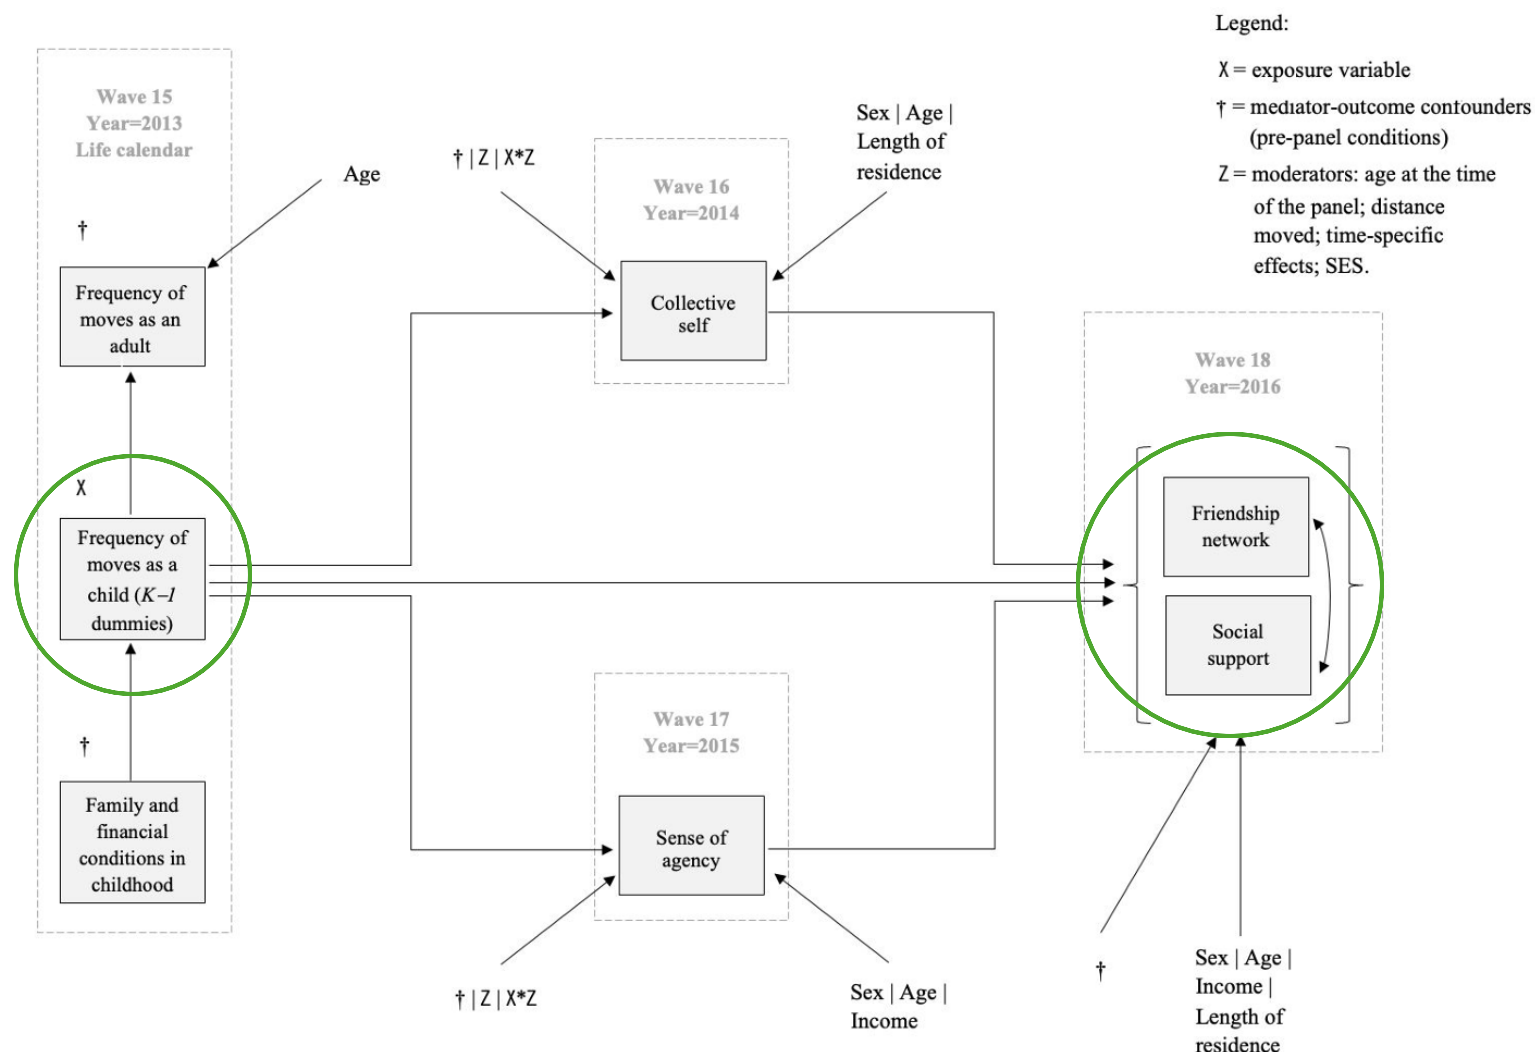 Legend:
X = exposure variable
† = mediator-outcome confounders
(pre-panel conditions)
Z = moderators: age at the time
of the panel; distance
moved; time-specific
effects; SES.
Wave 15
Year=2013
Life calendar
†
Age
Frequency of
moves as an
adult
X
Frequency of
moves as a
child (K–1
dummies)
†
Family and
financial
conditions in
childhood
† | Z | X*Z
Sex | Age |
Length of
residence
Wave 16
Year=2014
Collective
self
Wave 17
Year=2015
Sense of
agency
† | Z | X*Z
Sex | Age |
Income
Wave 18
Year=2016
Friendship
network
Social
support
†
Sex | Age |
Income |
Length of
residence